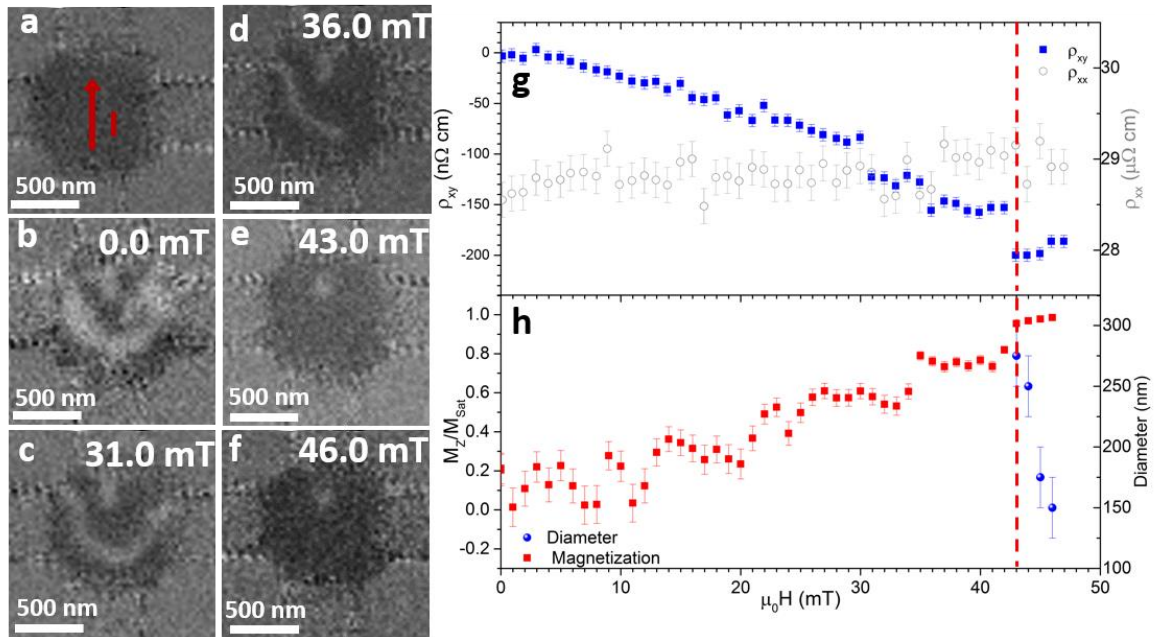 a
I
500 nm
b
0.0 mT
500 nm
c
31.0 mT
500 nm
d
36.0 mT
500 nm
e
43.0 mT
500 nm
f
46.0 mT
500 nm
g
ρxy
ρxx
0
-50
-100
-150
-200
ρxy (nΩ cm)
30
29
28
ρxx (μΩ cm)
h
1.0
0.8
0.6
0.4
0.2
0.0
-0.2
MZ/MSat
300
250
200
150
100
Diameter (nm)
Diameter
Magnetization
0 10 20 30 40 50
μ0H (mT)